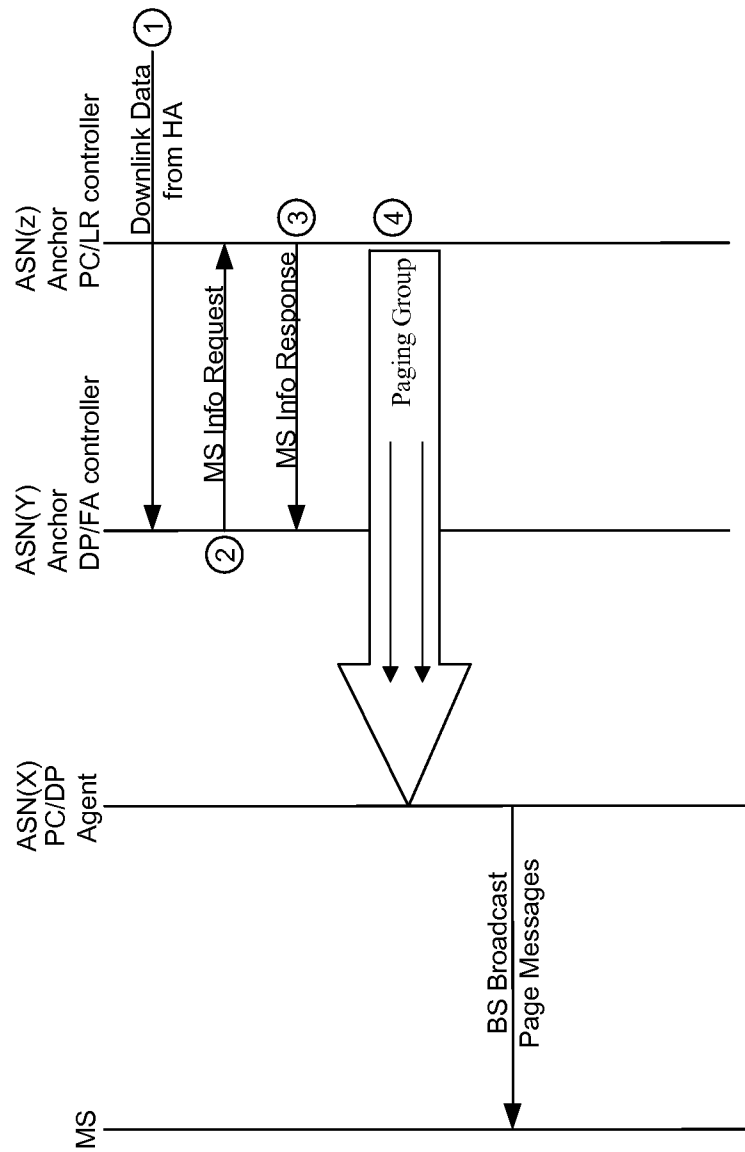 MS
ASN(X)
PC/DP
Agent
ASN(Y)
Anchor
DP/FA controller
ASN(z)
Anchor
PC/LR controller
Downlink Data
from HA
1
MS Info Request
2
MS Info Response
3
Paging Group
4
BS Broadcast
Page Messages